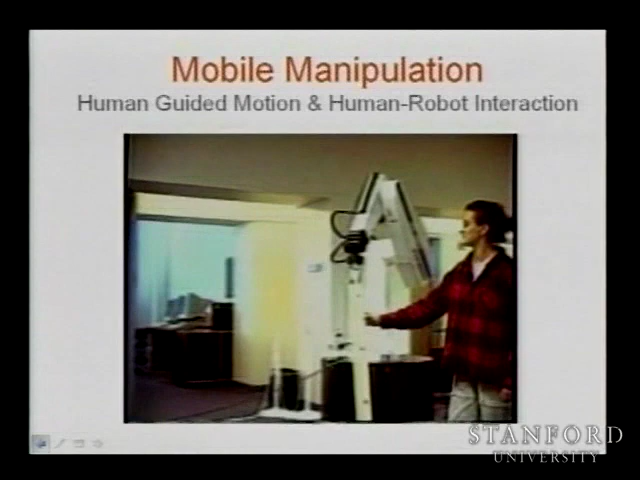 Mobile Manipulation
Human Guided Motion & Human-Robot Interaction
STANFORD
UNIVERSITY